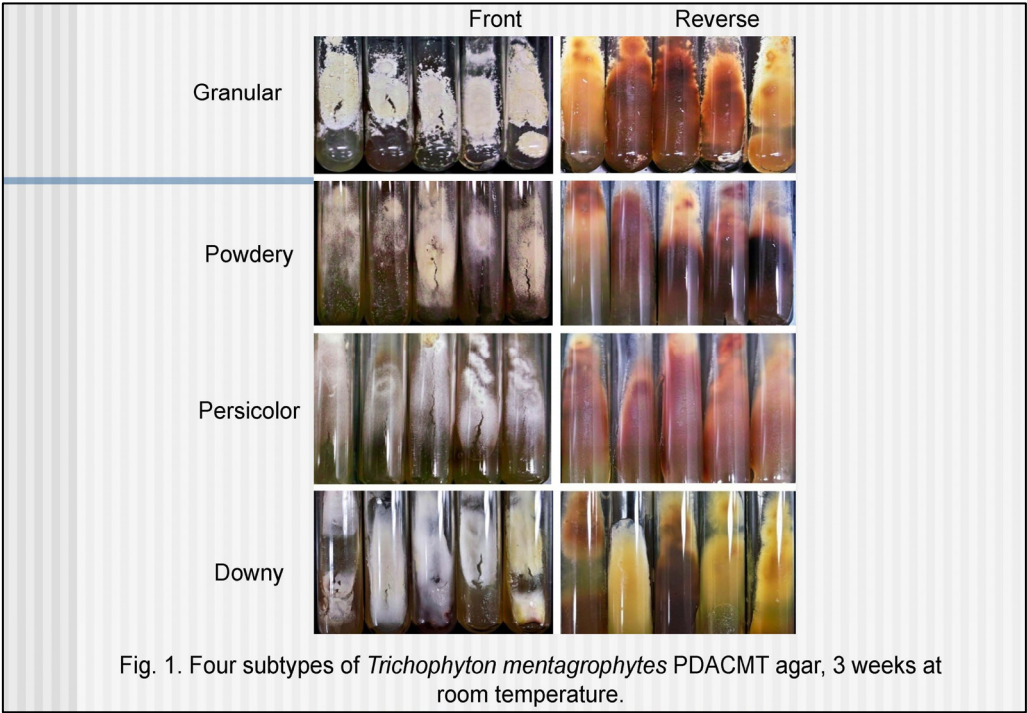 Front Reverse
Granular
Powdery
Persicolor
Downy
Fig. 1. Four subtypes of Trichophyton mentagrophytes PDACMT agar, 3 weeks at
room temperature.